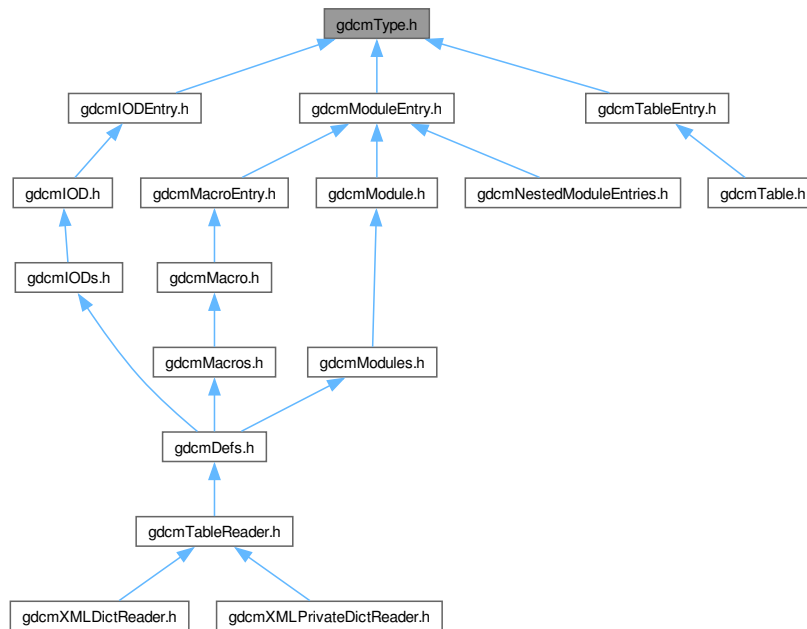 gdcmType.h
gdcmIODEntry.h
gdcmModuleEntry.h
gdcmTableEntry.h
gdcmIOD.h
gdcmMacroEntry.h
gdcmModule.h
gdcmNestedModuleEntries.h
gdcmTable.h
gdcmIODs.h
gdcmMacro.h
gdcmMacros.h
gdcmModules.h
gdcmDefs.h
gdcmTableReader.h
gdcmXMLDictReader.h
gdcmXMLPrivateDictReader.h